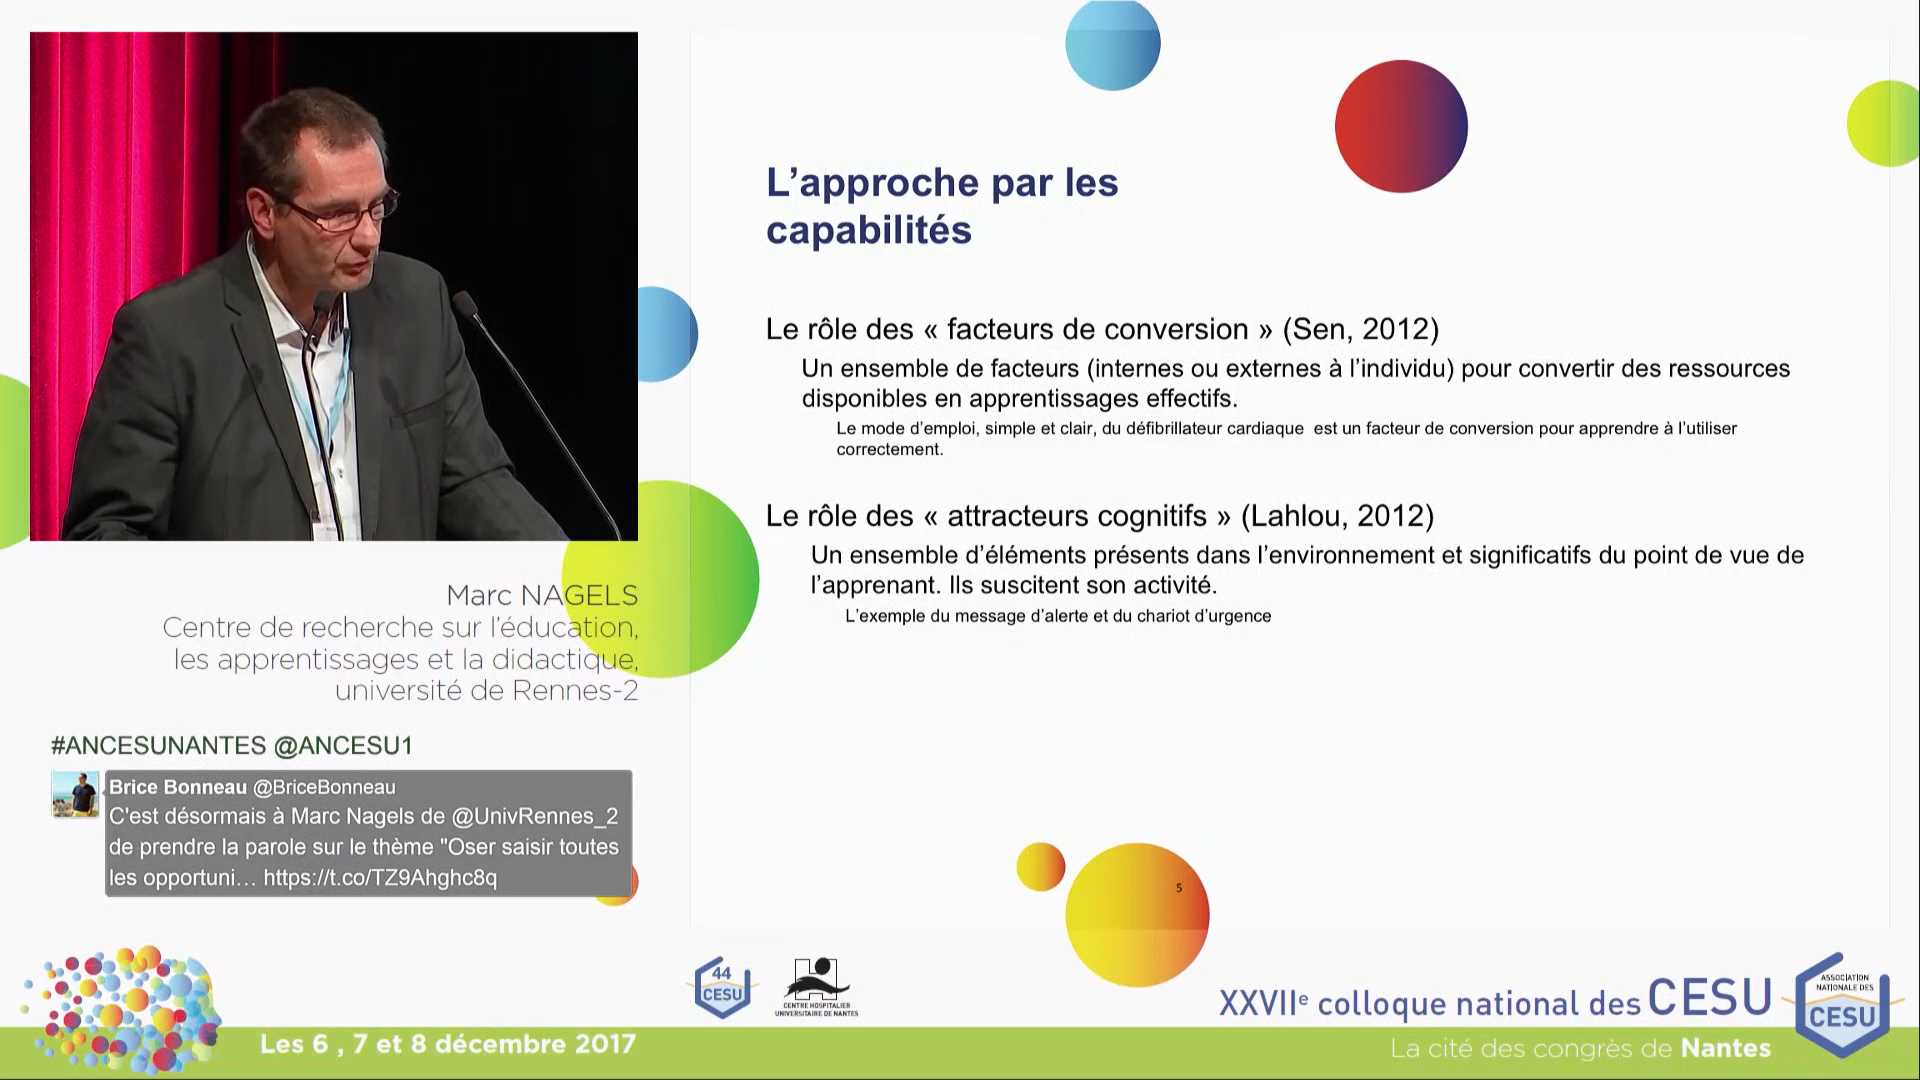 L'approche par les
capabilités
Le rôle des « facteurs de conversion » (Sen, 2012)
Un ensemble de facteurs (internes ou externes à l'individu) pour convertir des ressources
disponibles en apprentissages effectifs.
Le mode d'emploi, simple et clair, du défibrillateur cardiaque est un facteur de conversion pour apprendre à l'utiliser
correctement.
Le rôle des « attracteurs cognitifs » (Lahlou, 2012)
Un ensemble d'éléments présents dans l'environnement et significatifs du point de vue de
l'apprenant. Ils suscitent son activité.
L'exemple du message d'alerte et du chariot d'urgence
5
Marc NAGELS
Centre de recherche sur l'éducation,
les apprentissages et la didactique,
université de Rennes-2
#ANCESUNANTES @ANCESU1
Brice Bonneau @BriceBonneau
C'est désormais à Marc Nagels de @UnivRennes_2
de prendre la parole sur le thème "Oser saisir toutes
les opportuni… https://t.co/TZ9Ahghc8q
Les 6 , 7 et 8 décembre 2017
44
CESU
CENTRE HOSPITALIER
UNIVERSITAIRE DE NANTES
XXVIIe colloque national des CESU
La cité des congrès de Nantes
ASSOCIATION
NATIONALE DES
CESU